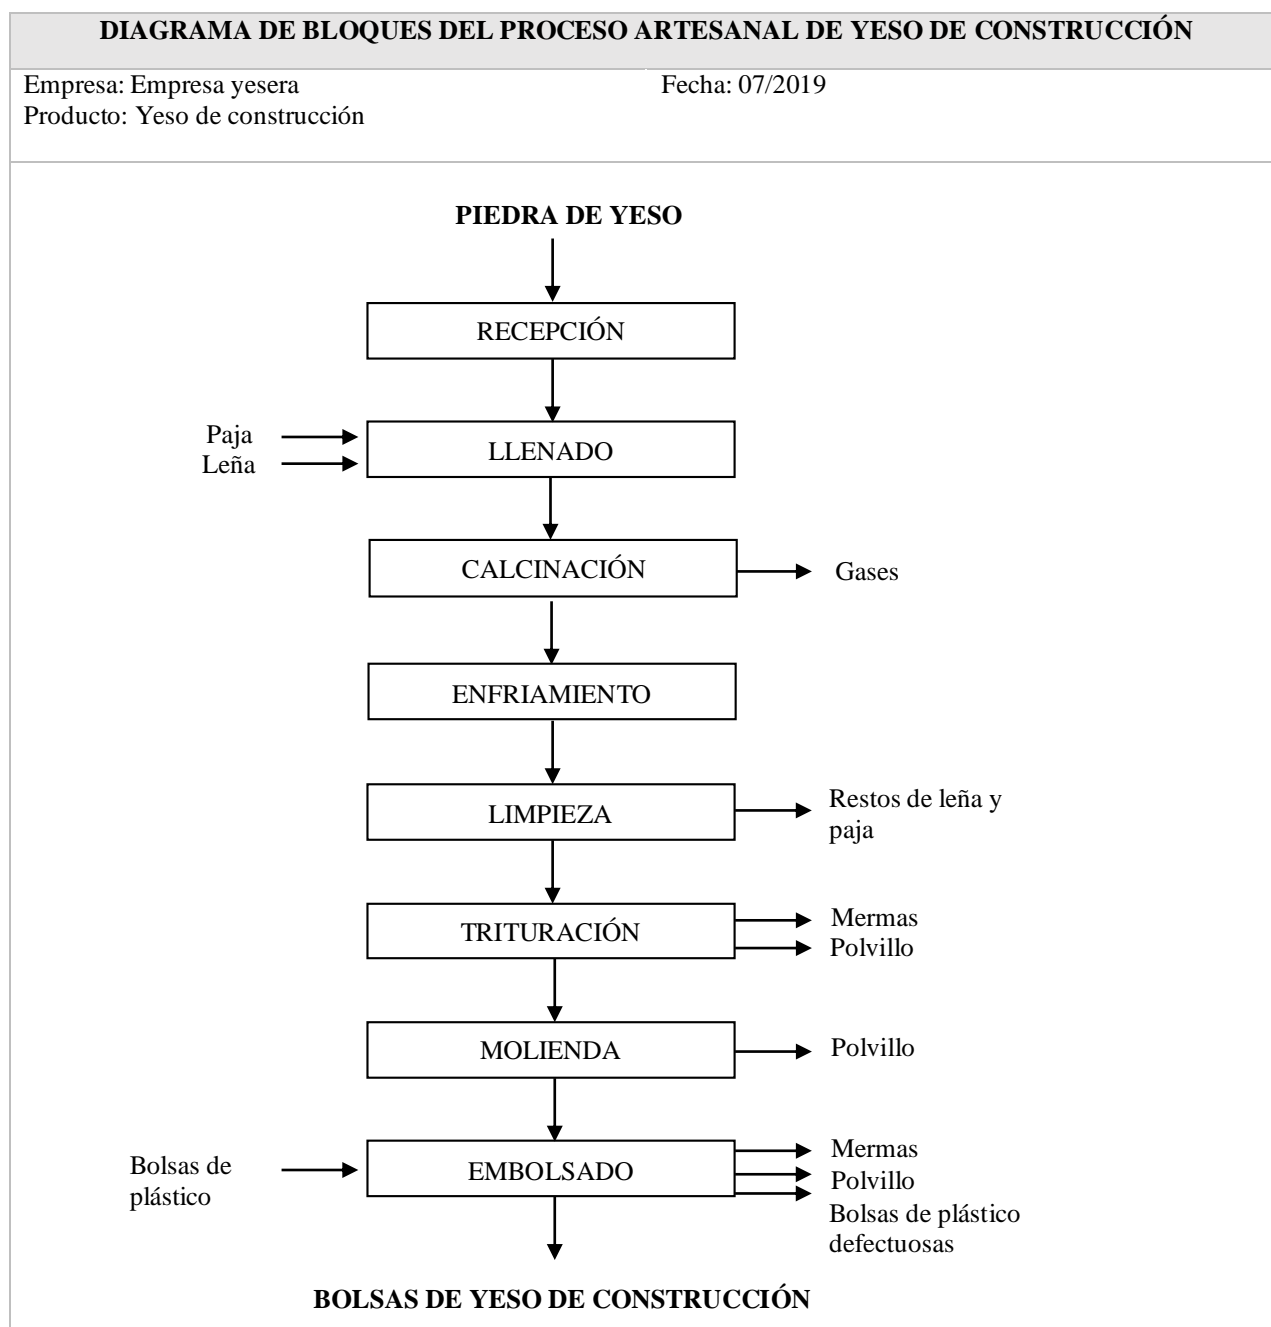 DIAGRAMA DE BLOQUES DEL PROCESO ARTESANAL DE YESO DE CONSTRUCCIÓN
Empresa: Empresa yesera
Fecha: 07/2019
Producto: Yeso de construcción
PIEDRA DE YESO
RECEPCIÓN
Paja
Leña
LLENADO
CALCINACIÓN
Gases
ENFRIAMIENTO
LIMPIEZA
Restos de leña y
paja
TRITURACIÓN
Mermas
Polvillo
MOLIENDA
Polvillo
Bolsas de
plástico
EMBOLSADO
Mermas
Polvillo
Bolsas de plástico
defectuosas
BOLSAS DE YESO DE CONSTRUCCIÓN